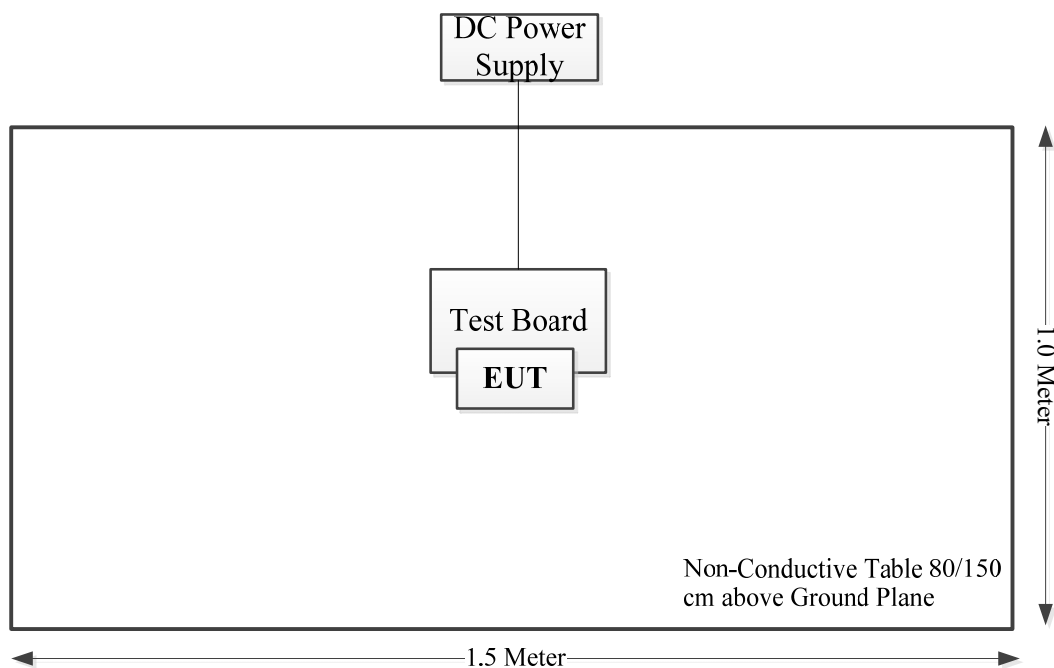 DC Power
Supply
Test Board
EUT
1.0 Meter
Non-Conductive Table 80/150
cm above Ground Plane
1.5 Meter